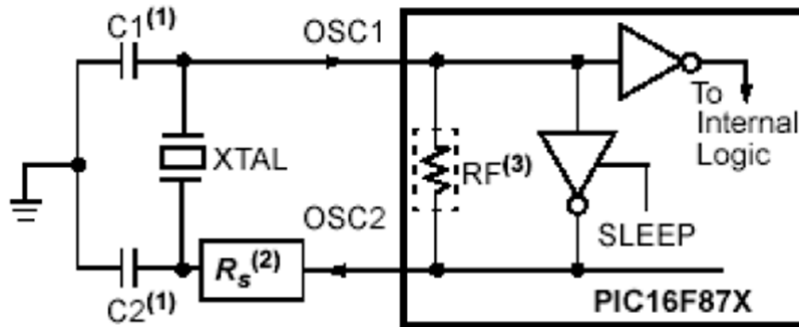 C1(1)
OSC1
To
Internal
Logic
XTAL
RF(3)
OSC2
SLEEP
Rs(2)
C2(1)
PIC16F87X